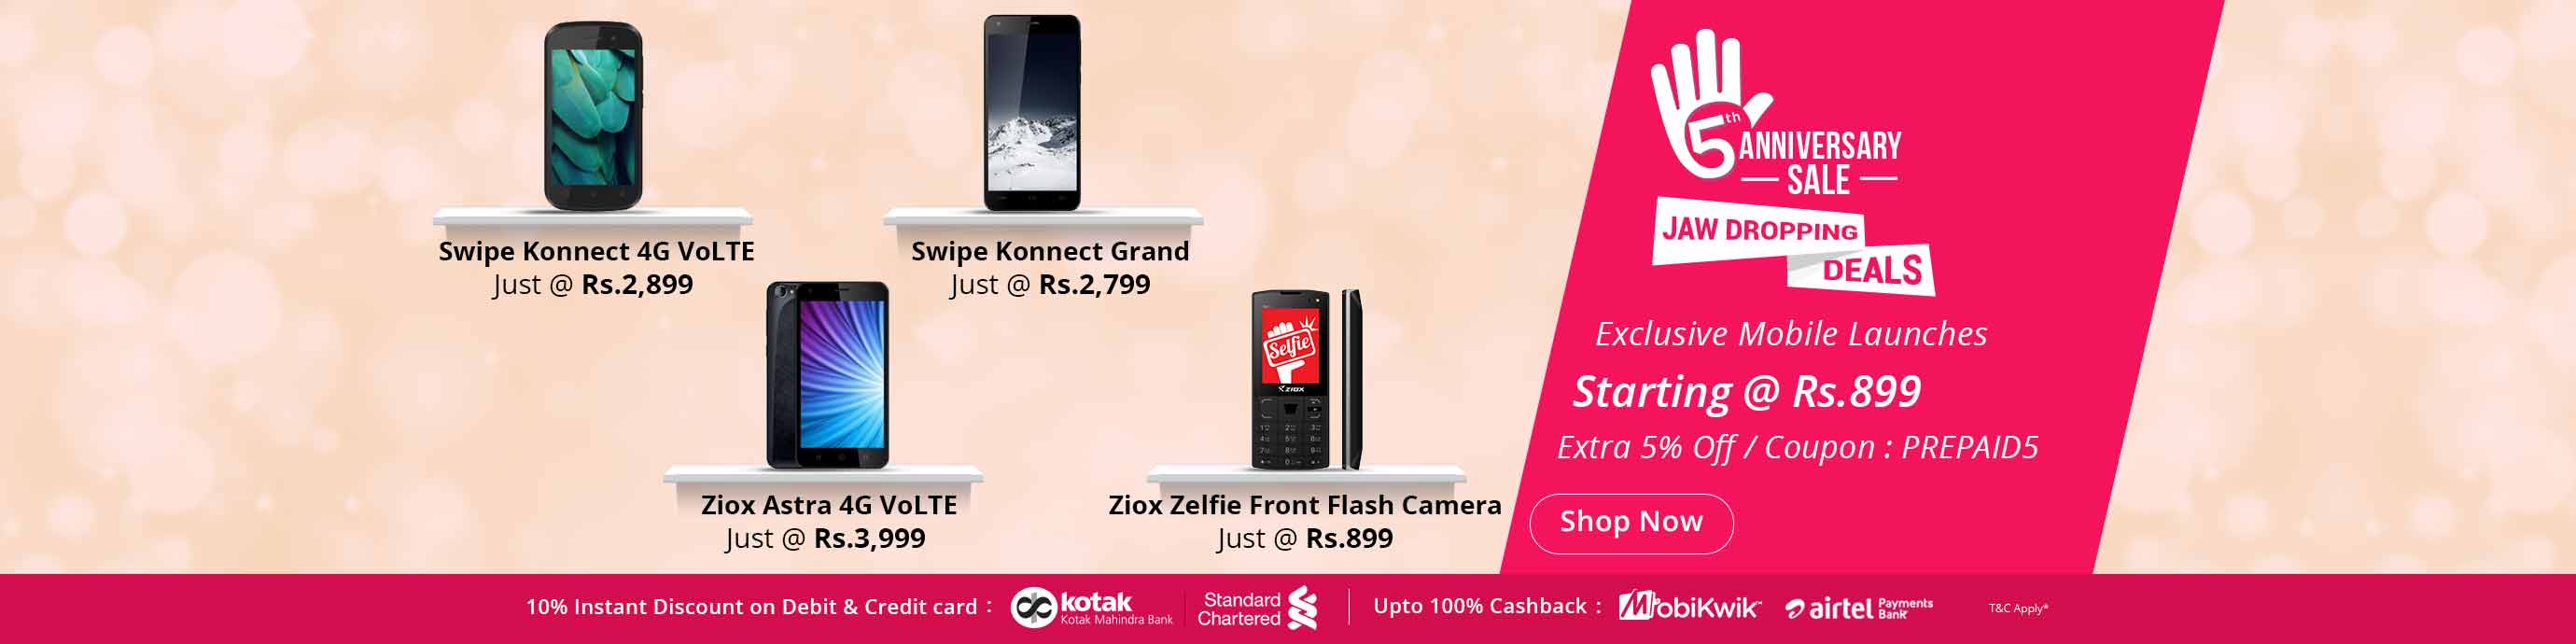 Swipe Konnect 4G VoLTE
Just @ Rs.2,899
Swipe Konnect Grand
Just @ Rs.2,799
Selfie
ZIOX
Ziox Astra 4G VoLTE
Just @ Rs.3,999
Ziox Zelfie Front Flash Camera
Just @ Rs.899
5th ANNIVERSARY
SALE
JAW DROPPING
DEALS
Exclusive Mobile Launches
Starting @ Rs.899
Extra 5% Off / Coupon : PREPAID5
Shop Now
10% Instant Discount on Debit & Credit card :
kotak
Kotak Mahindra Bank
Standard
Chartered
Upto 100% Cashback :
MobiKwik™
airtel Payments
Bank
T&C Apply*